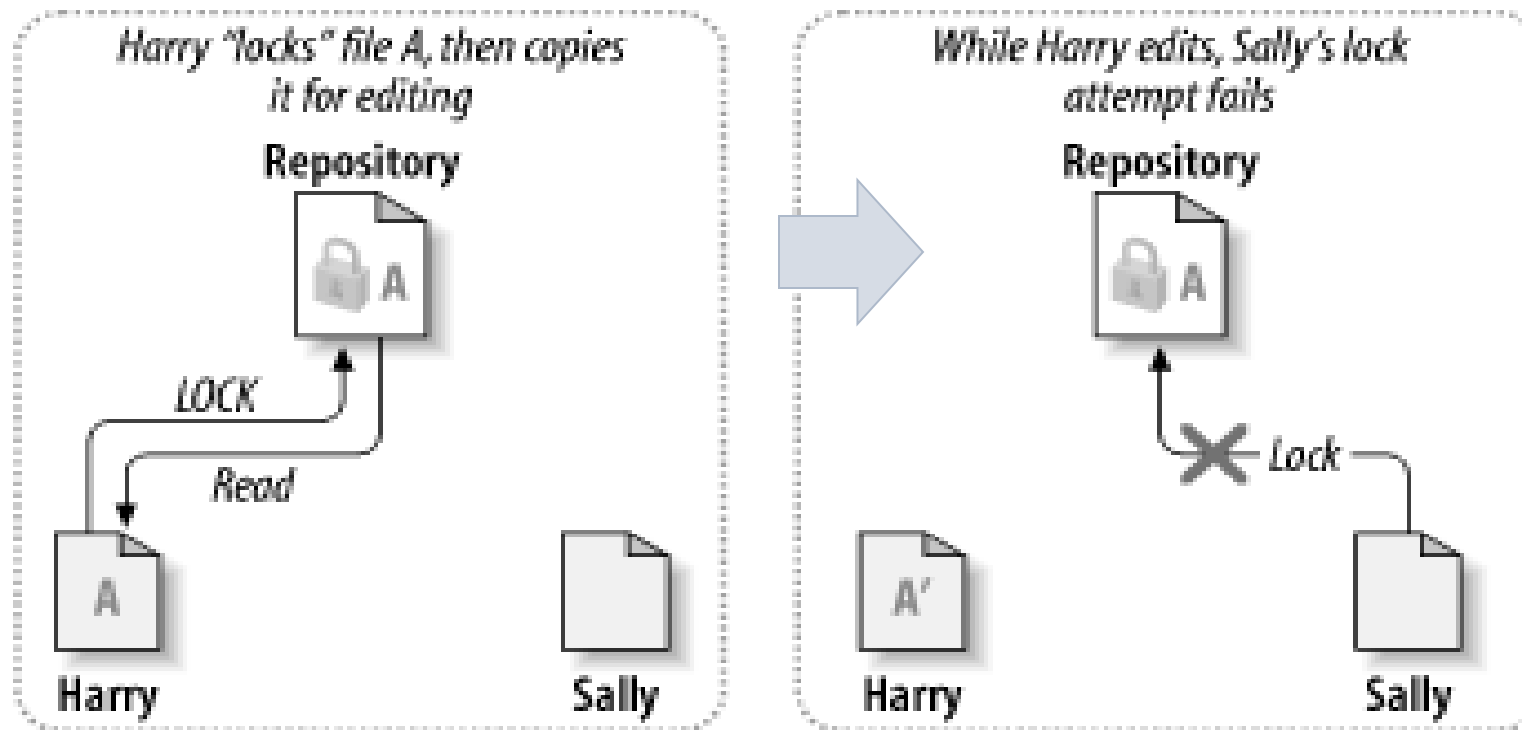 Harry “locks” file A, then copies
it for editing
Repository
A
LOCK
Read
A
Harry
Sally
While Harry edits, Sally’s lock
attempt fails
Repository
A
Lock
A′
Harry
Sally